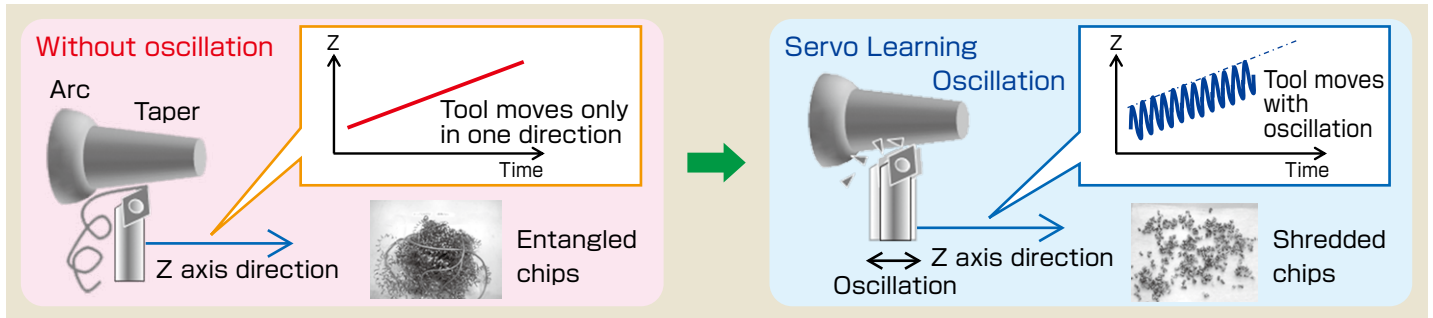 Without oscillation
Arc
Taper
Z
Tool moves only
in one direction
Time
Z axis direction
Entangled
chips
Servo Learning
Oscillation
Z
Tool moves
with
oscillation
Time
Z axis direction
Oscillation
Shredded
chips